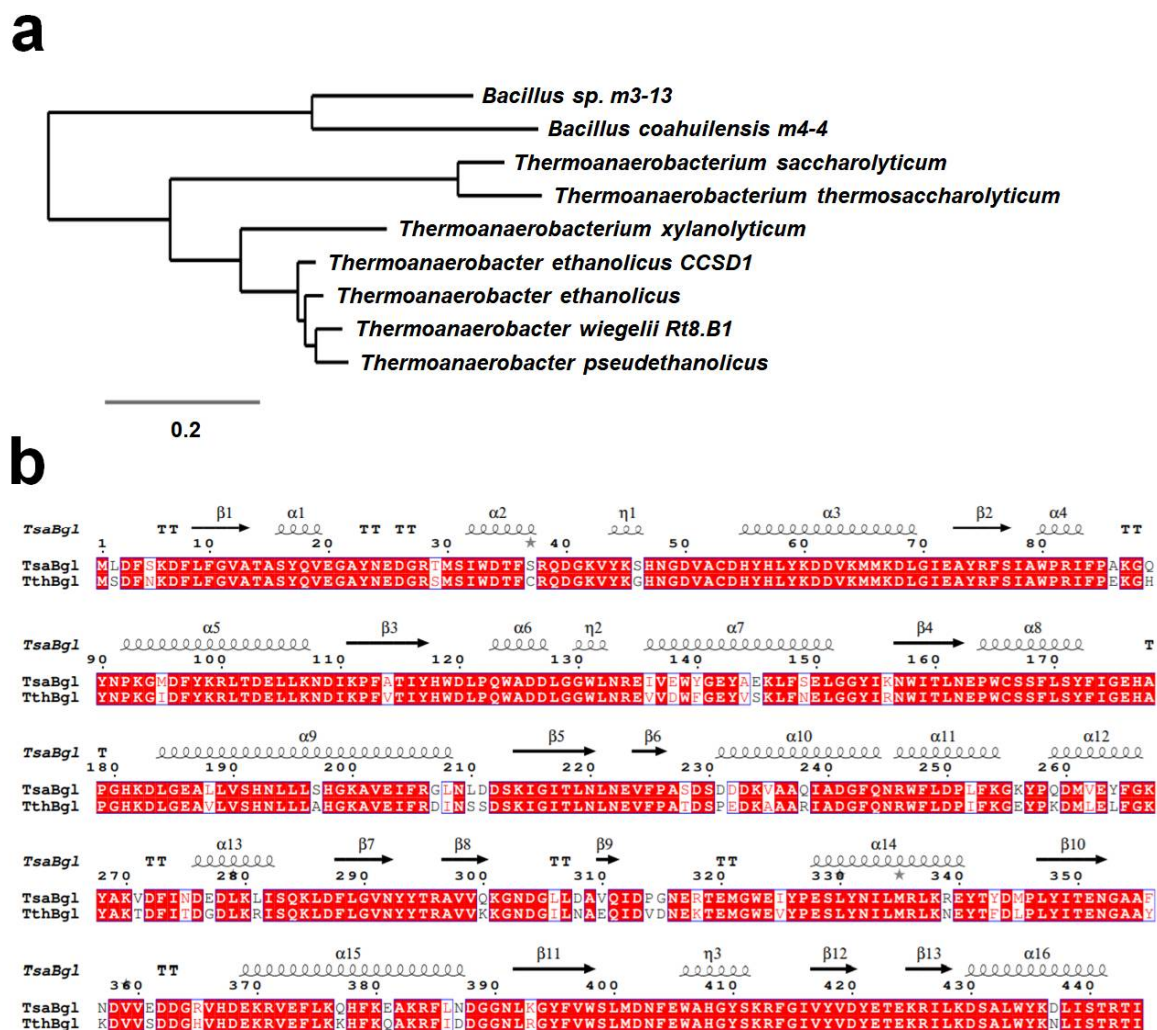 a
Bacillus sp. m3-13
Bacillus coahuilensis m4-4
Thermoanaerobacterium saccharolyticum
Thermoanaerobacterium thermosaccharolyticum
Thermoanaerobacterium xylanolyticum
Thermoanaerobacter ethanolicus CCSD1
Thermoanaerobacter ethanolicus
Thermoanaerobacter wiegelii Rt8.B1
Thermoanaerobacter pseudethanolicus
0.2
b
TsaBgl TT β1 α1 TT TT α2 η1 α3 β2 α4 TT
1 10 20 30 40 50 60 70 80
TsaBgl MLDFSKDFLFGVATASYQVEGAYNEDGRTMSIWDTFSRQDGKVYKSHNGDVACDHYHLYKDDVKMMKDLGIEAYRFSIAWPRIFPAKGQ
TthBgl MSDFNKDFLFGVATASYQVEGAYNEDGRSMSIWDTFCRQDGKVYKGHNGDVACDHYHLYKDDVKMMKDLGIEAYRFSIAWPRIFPEKGH
TsaBgl α5 β3 α6 η2 α7 β4 α8 T
90 100 110 120 130 140 150 160 170
TsaBgl YNPKGMDFYKRLTDELLKNDIKPFATIYHWDLPQWADDLGGWLNREIVEWYGEYAEKLFSELGGYIKNWITLNEPWCSSFLSYFIGEHA
TthBgl YNPKGIDFYKRLTDELLKNDIKPFVTIYHWDLPQWADDLGGWLNREVVDWFGEYVSKLFNELGGYIRNWITLNEPWCSSFLSYFIGEHA
TsaBgl T α9 β5 β6 α10 α11 α12
180 190 200 210 220 230 240 250 260
TsaBgl PGHKDLGEALLVSHNLLLSHGKAVEIFRGLNLDDSKIGITLNLNEVFPASDSDDDKVAAQIADGFQNRWFLDPLFKGKYPQDMVEYFGK
TthBgl PGHKDLGEAVLVSHNLLLAHGKAVEIFRDINSSDSKIGITLNLNEVFPATDSPEDKAAARIADGFQNRWFLDPIFKGEYPKDMLELFGK
TsaBgl TT α13 β7 β8 TT β9 TT α14 β10
270 280 290 300 310 320 330 340 350
TsaBgl YAKVDFINDEDLKLISQKLDFLGVNYYTRAVVQKGNDGLLDAVQIDPGNERTEMGWEIYPESLYNILMRLKREYTYDMPLYITENGAAF
TthBgl YAKTDFITDGDLKRISQKLDFLGVNYYTRAVVKKGNDGILNAEQIDVDNEKTEMGWEVYPESLYNILMRLKNEYTFDLPLYITENGAAY
TsaBgl TT α15 β11 η3 β12 β13 α16
360 370 380 390 400 410 420 430 440
TsaBgl NDVVEDDGRVHDEKRVEFLKQHFKEAKRFLNDGGNLKGYFVWSLMDNFEWAHGYSKRFGIVYVDYETEKRILKDSALWYKDLISTRTI
TthBgl KDVVSDDGHVHDEKRVEFLKKHFKQAKRFIDDGGNLRGYFVWSLMDNFEWAHGYSKRFGIVYVDYETEKRILKDSALWYKNLISTRTI